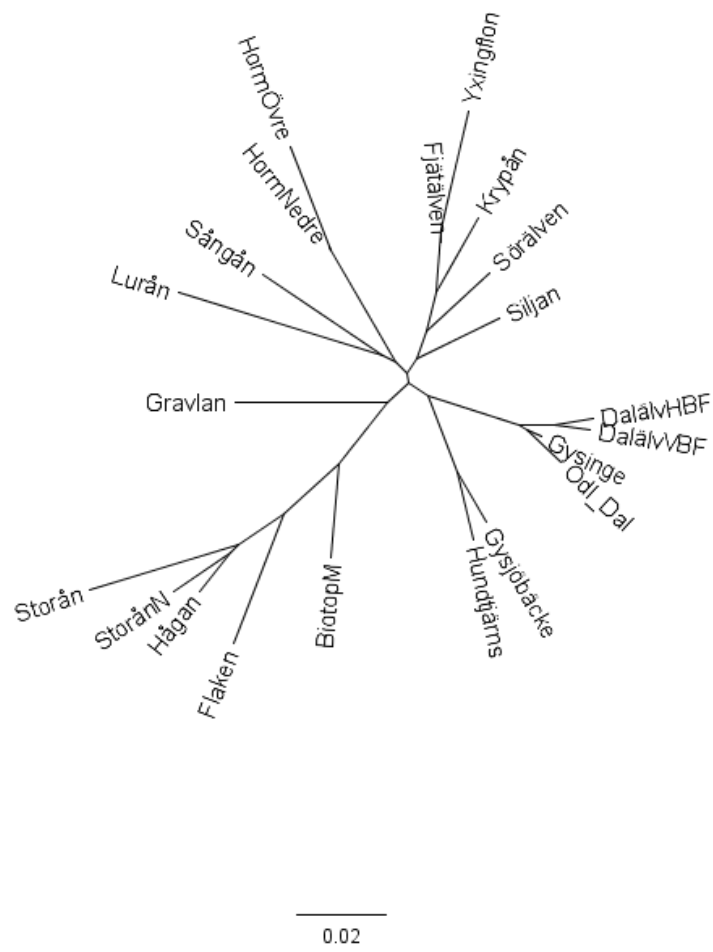 Yxingflon
HormÖvre
Fjätälven
HormNedre
Krypån
Sångån
Sörälven
Lurån
Siljan
Gravlan
DalälvHBF
DalälvVBF
Gysinge
Odl_Dal
Gysjöbäcke
Hundtjärns
BiotopM
Storån
StorånN
Hågan
Flaken
0.02